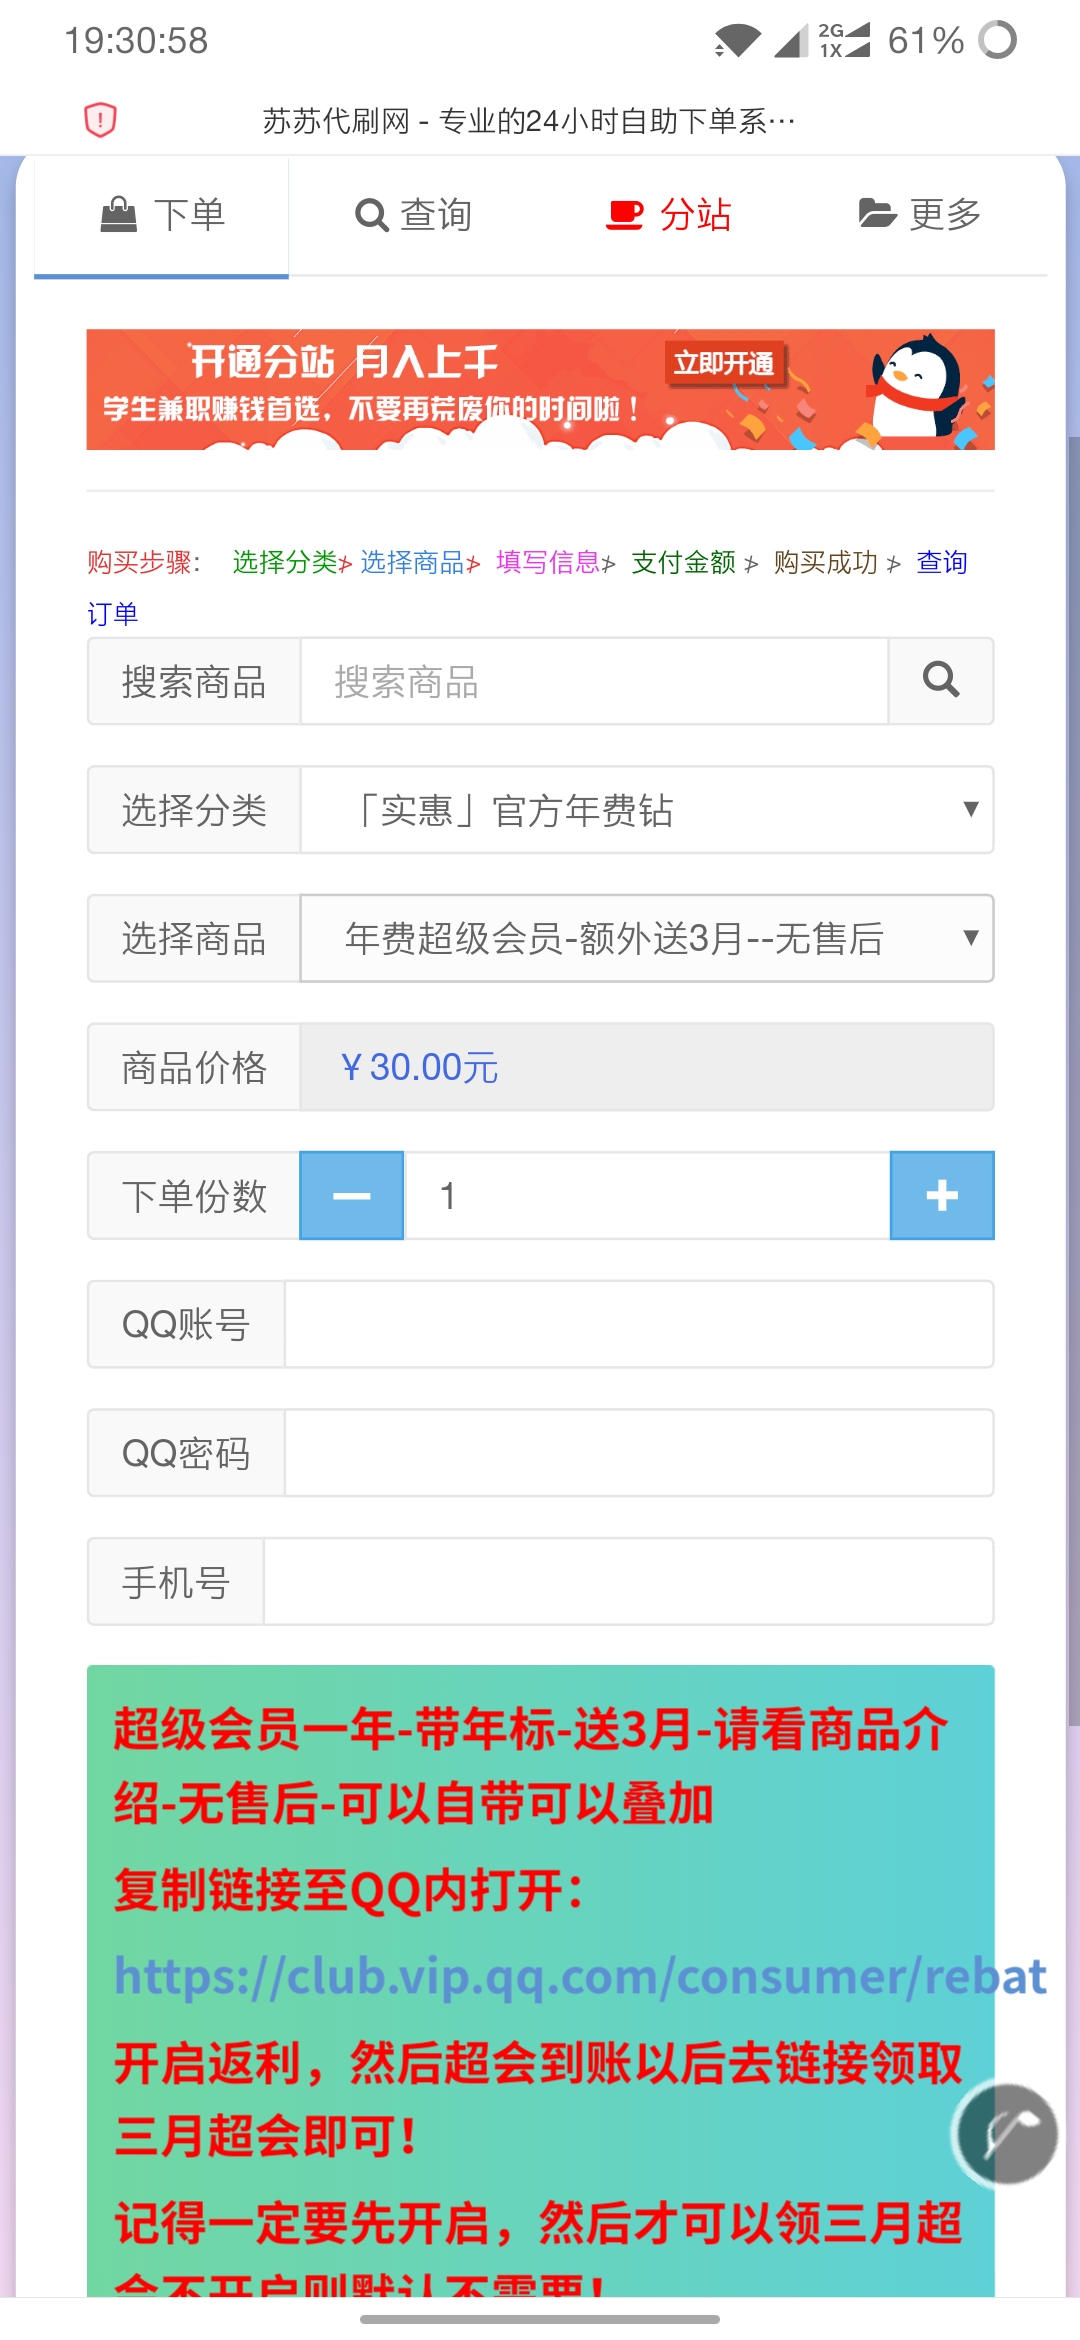 19:30:58
2G
1X
61%
苏苏代刷网 - 专业的24小时自助下单系…
下单
查询
分站
更多
开通分站 月入上千
立即开通
学生兼职赚钱首选，不要再荒废你的时间啦！
购买步骤： 选择分类> 选择商品> 填写信息> 支付金额 > 购买成功 > 查询
订单
搜索商品
搜索商品
选择分类
「实惠」官方年费钻
选择商品
年费超级会员-额外送3月--无售后
商品价格
￥30.00元
下单份数
1
QQ账号
QQ密码
手机号
超级会员一年-带年标-送3月-请看商品介
绍-无售后-可以自带可以叠加
复制链接至QQ内打开：
https://club.vip.qq.com/consumer/rebat
开启返利，然后超会到账以后去链接领取
三月超会即可！
记得一定要先开启，然后才可以领三月超
会不开启则默认不需要！